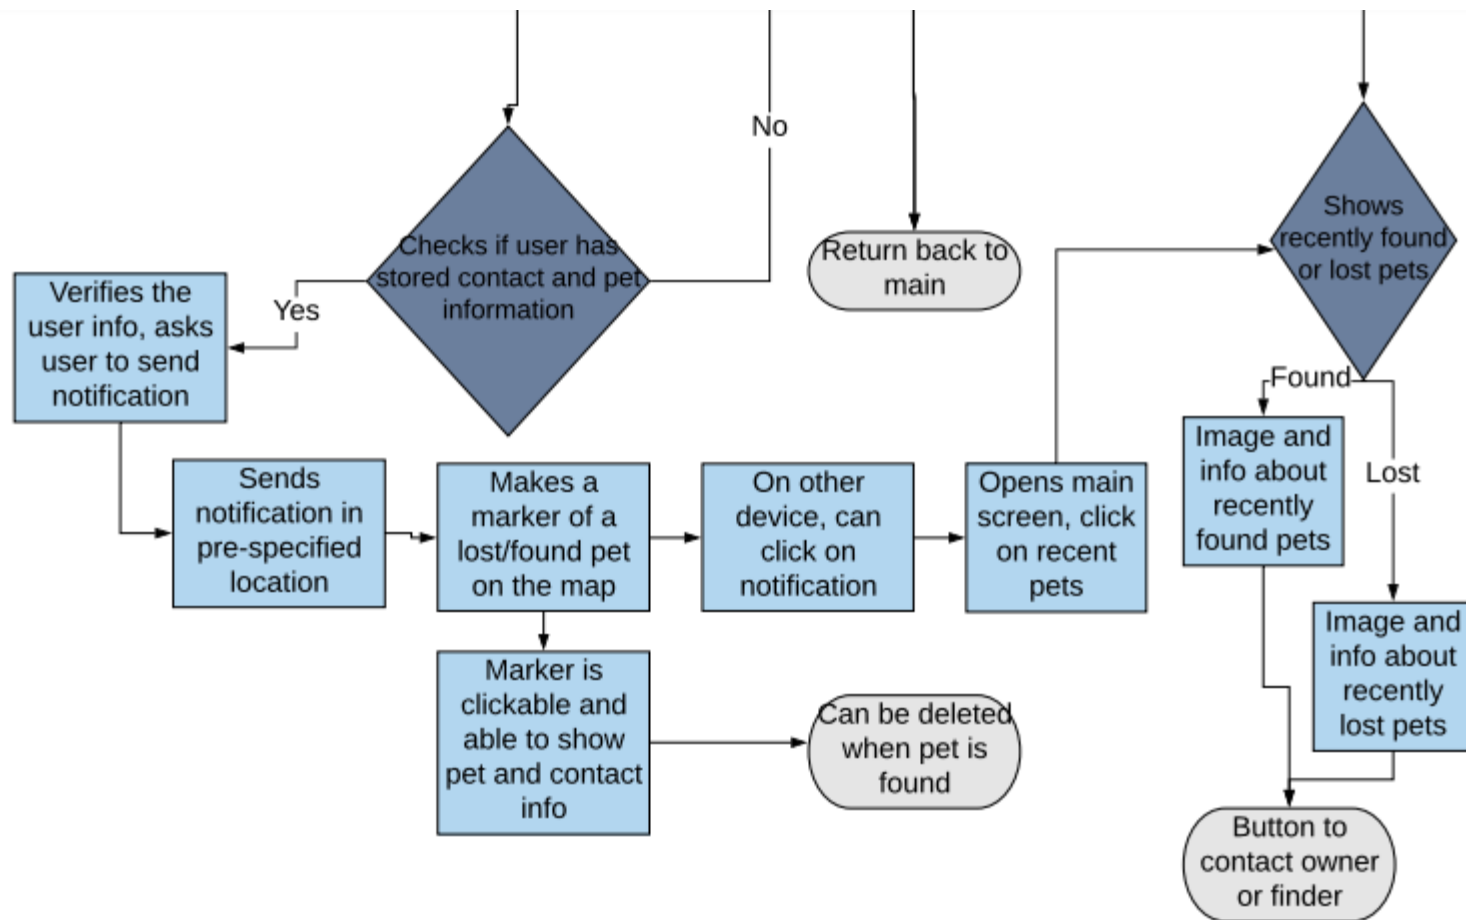 No
Checks if user has
stored contact and pet
information
Return back to
main
Shows
recently found
or lost pets
Verifies the
user info, asks
user to send
notification
Yes
Found
Lost
Sends
notification in
pre-specified
location
Makes a
marker of a
lost/found pet
on the map
On other
device, can
click on
notification
Opens main
screen, click
on recent
pets
Image and
info about
recently
found pets
Image and
info about
recently
lost pets
Marker is
clickable and
able to show
pet and contact
info
Can be deleted
when pet is
found
Button to
contact owner
or finder